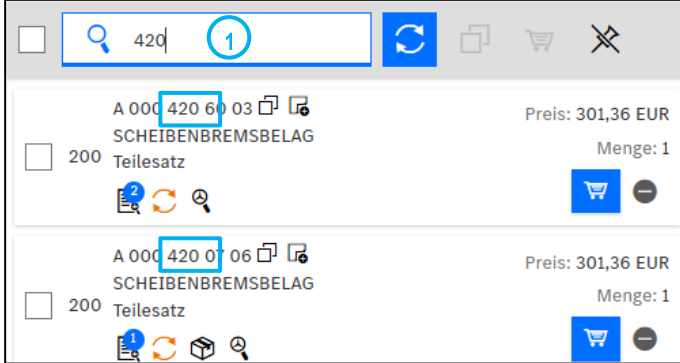 420
1
A 000 420 60 03
Preis: 301,36 EUR
SCHEIBENBREMSBELAG
Menge: 1
200 Teilesatz
2
A 000 420 07 06
Preis: 301,36 EUR
SCHEIBENBREMSBELAG
Menge: 1
200 Teilesatz
1